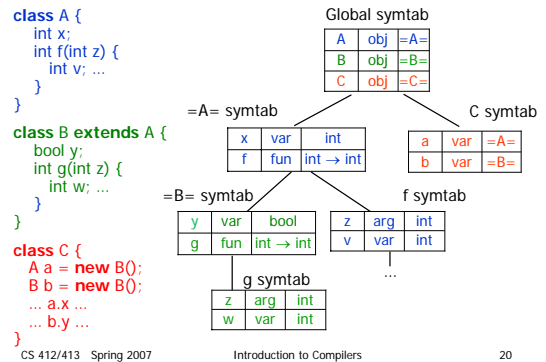 class A {
int x;
int f(int z) {
int v; ...
}
}
class B extends A {
bool y;
int g(int z) {
int w; ...
}
}
class C {
A a = new B();
B b = new B();
... a.x ...
... b.y ...
}
Global symtab
A obj =A=
B obj =B=
C obj =C=
=A= symtab
x var int
f fun int → int
C symtab
a var =A=
b var =B=
=B= symtab
y var bool
g fun int → int
f symtab
z arg int
v var int
...
g symtab
z arg int
w var int
CS 412/413 Spring 2007 Introduction to Compilers 20